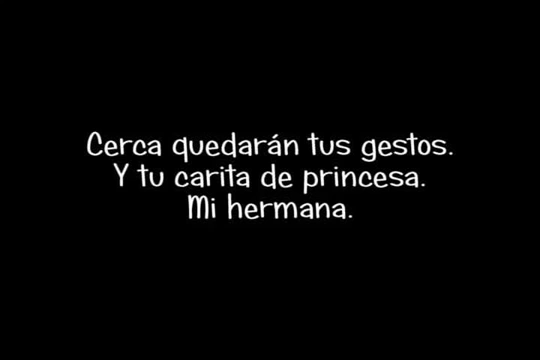 Cerca quedarán tus gestos.
Y tu carita de princesa.
Mi hermana.